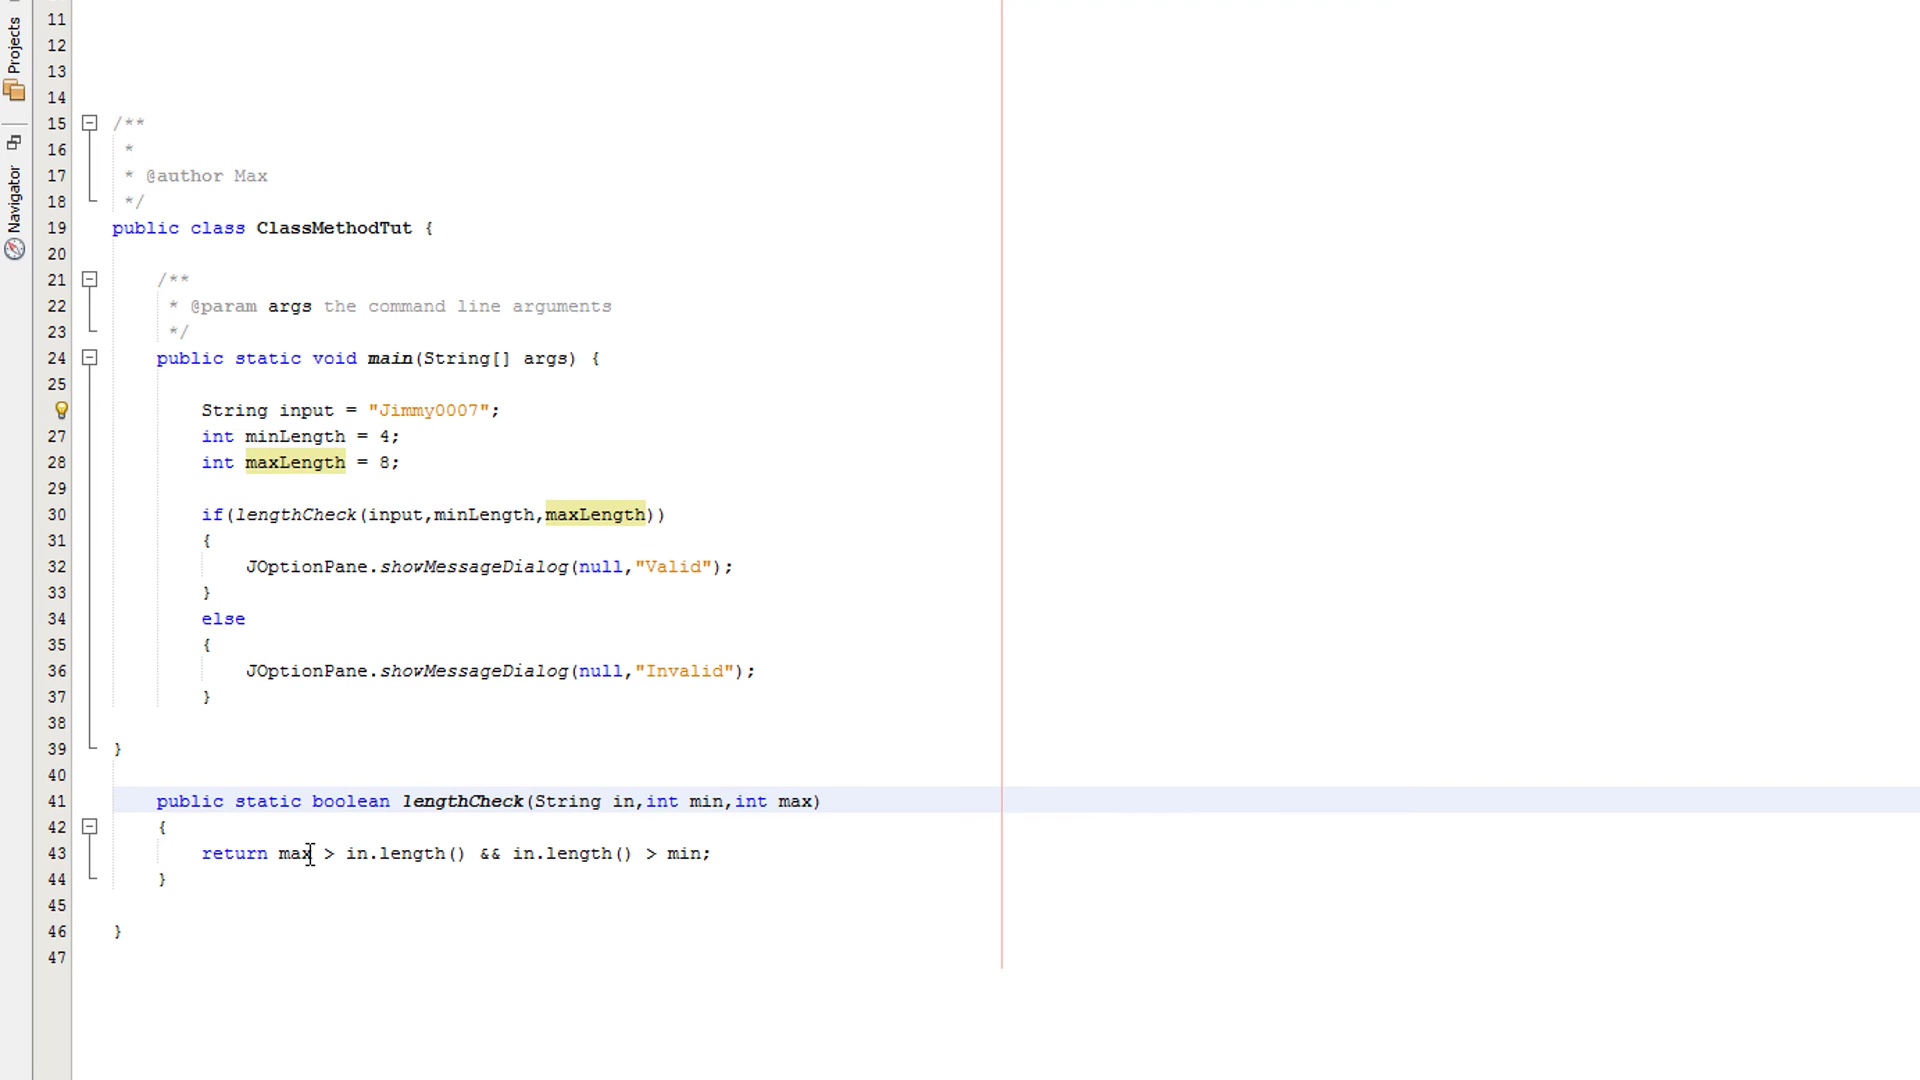 Projects
Navigator
11
12
13
14
15 /**
16 *
17 * @author Max
18 */
19 public class ClassMethodTut {
20
21 /**
22 * @param args the command line arguments
23 */
24 public static void main(String[] args) {
25
String input = "Jimmy0007";
27 int minLength = 4;
28 int maxLength = 8;
29
30 if(lengthCheck(input,minLength,maxLength))
31 {
32 JOptionPane.showMessageDialog(null,"Valid");
33 }
34 else
35 {
36 JOptionPane.showMessageDialog(null,"Invalid");
37 }
38
39 }
40
41 public static boolean lengthCheck(String in,int min,int max)
42 {
43 return max > in.length() && in.length() > min;
44 }
45
46 }
47